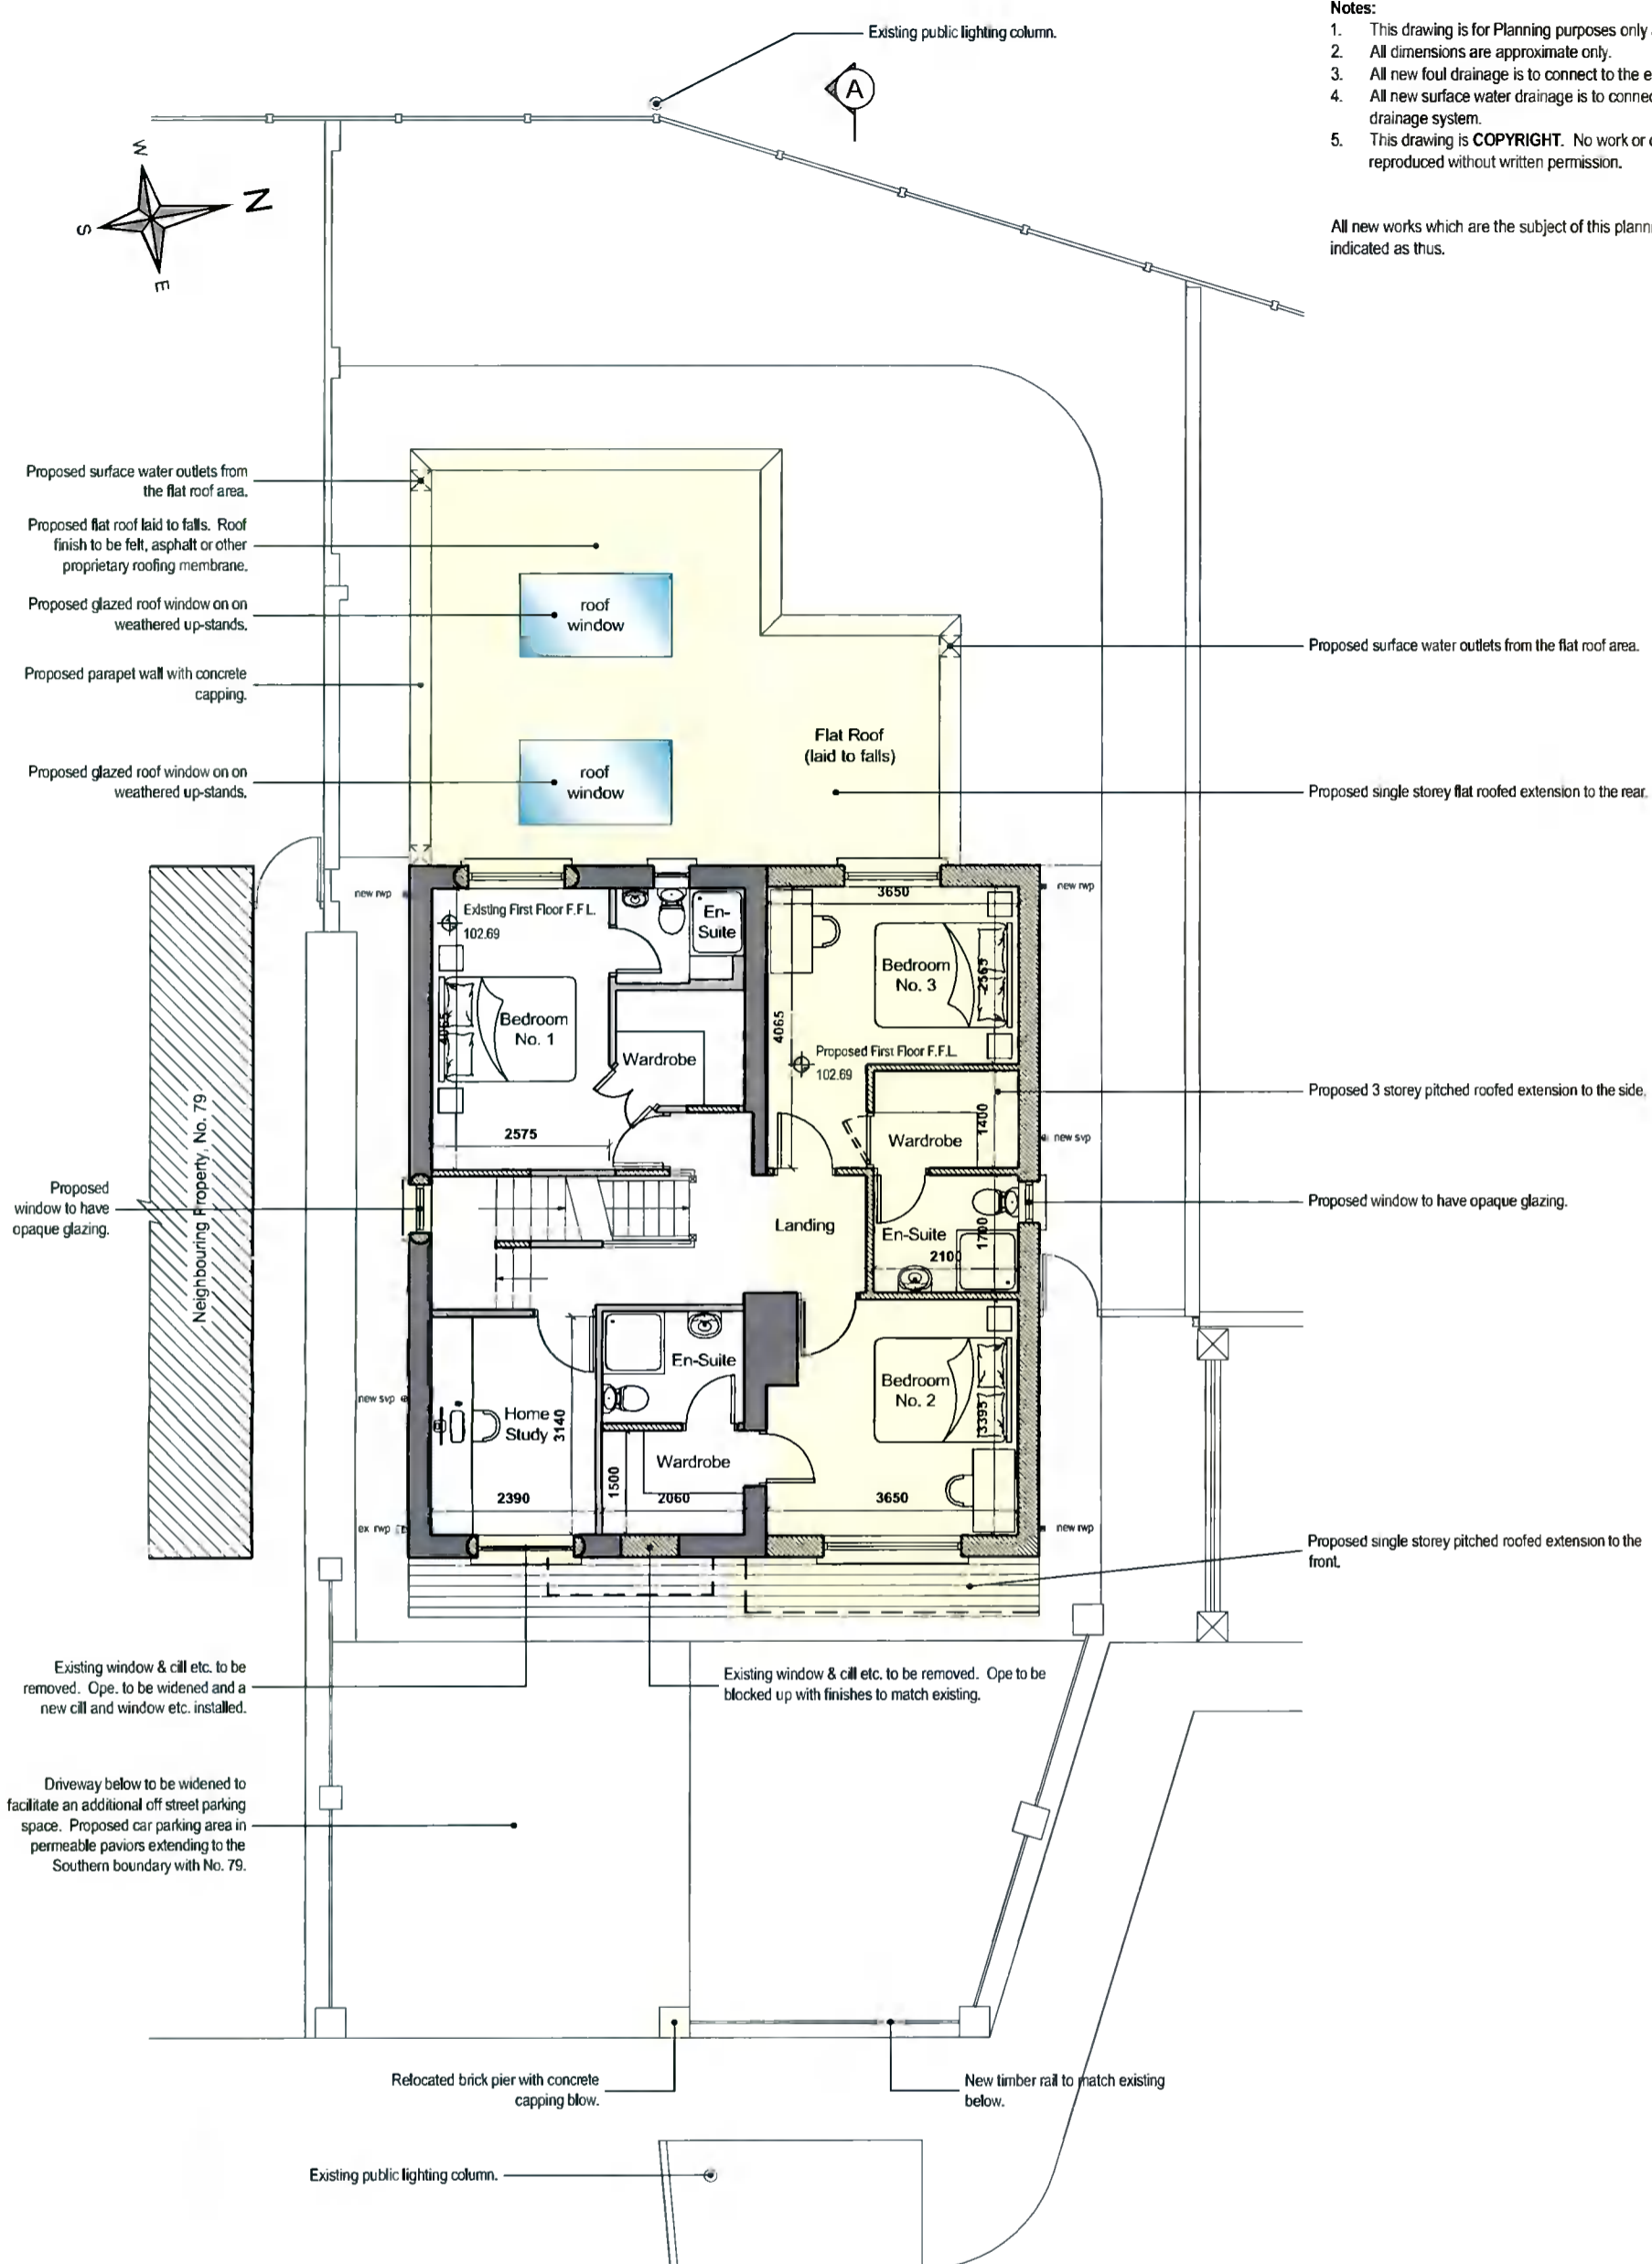 Notes:
1. This drawing is for Planning purposes only
2. All dimensions are approximate only.
3. All new foul drainage is to connect to the
4. All new surface water drainage is to
drainage system.
5. This drawing is COPYRIGHT. No work or
reproduced without written permission.
All new works which are the subject of this
indicated as thus.
Existing public lighting column.
A
W
N
S
E
Proposed surface water outlets from
the flat roof area.
Proposed flat roof laid to falls. Roof
finish to be felt, asphalt or other
proprietary roofing membrane.
Proposed glazed roof window on on
weathered up-stands.
Proposed parapet wall with concrete
capping.
Proposed glazed roof window on on
weathered up-stands.
roof
window
roof
window
Flat Roof
(laid to falls)
Proposed surface water outlets from the flat roof area.
Proposed single storey flat roofed extension to the rear.
new rwp
Existing First Floor F.F.L.
102.69
En-
Suite
3650
new rwp
Bedroom
No. 3
2565
Bedroom
No. 1
4065
4065
Wardrobe
Proposed First Floor F.F.L.
102.69
Proposed 3 storey pitched roofed extension to the side.
2575
Wardrobe
1400
new svp
Neighbouring Property, No. 79
Proposed
window to have
opaque glazing.
Landing
En-Suite
1700
2100
Proposed window to have opaque glazing.
En-Suite
Bedroom
No. 2
3395
new svp
Home
Study
3140
Wardrobe
1500
2390
2060
3650
ex rwp
new rwp
Proposed single storey pitched roofed extension to the
front.
Existing window & cill etc. to be
removed. Ope. to be widened and a
new cill and window etc. installed.
Existing window & cill etc. to be removed. Ope to be
blocked up with finishes to match existing.
Driveway below to be widened to
facilitate an additional off street parking
space. Proposed car parking area in
permeable paviors extending to the
Southern boundary with No. 79.
Relocated brick pier with concrete
capping blow.
New timber rail to match existing
below.
Existing public lighting column.